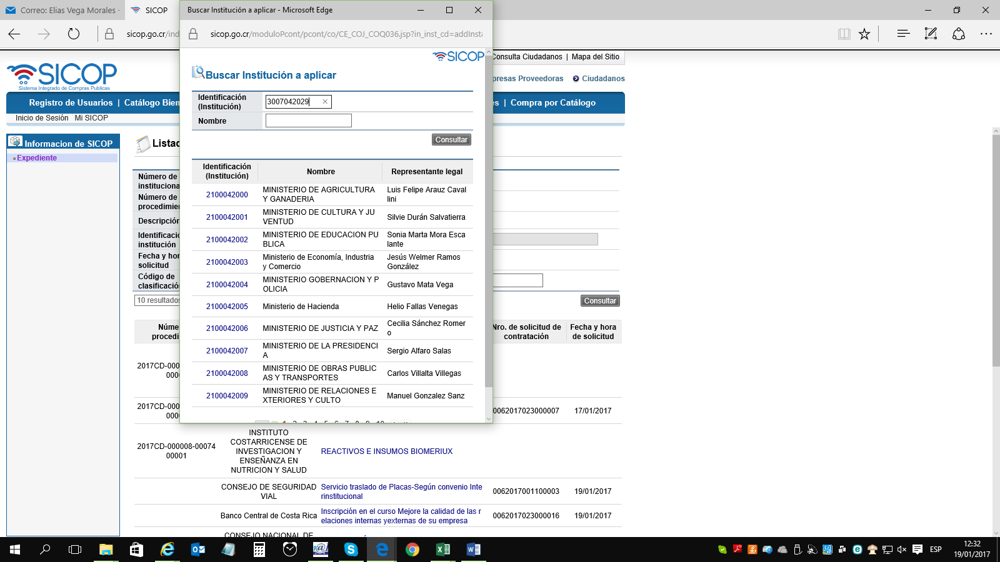 Correo: Elias Vega Morales -
SICOP
Buscar Institución a aplicar - Microsoft Edge
sicop.go.cr/ind
sicop.go.cr/moduloPcont/pcont/co/CE_COJ_COQ036.jsp?in_inst_cd=addInst
Consulta Ciudadanos | Mapa del Sitio
SICOP
Sistema Integrado de Compras Publicas
presas Proveedoras
Ciudadanos
Registro de Usuarios | Catálogo Bien
es | Compra por Catálogo
Inicio de Sesión Mi SICOP
Informacion de SICOP
Expediente
SICOP
Buscar Institución a aplicar
Identificación
(Institución)
3007042029
Nombre
Consultar
Identificación
(Institución)
Nombre
Representante legal
2100042000
MINISTERIO DE AGRICULTURA
Y GANADERIA
Luis Felipe Arauz Caval
lini
2100042001
MINISTERIO DE CULTURA Y JU
VENTUD
Silvie Durán Salvatierra
2100042002
MINISTERIO DE EDUCACION PU
BLICA
Sonia Marta Mora Esca
lante
2100042003
Ministerio de Economía, Industria
y Comercio
Jesús Welmer Ramos
González
2100042004
MINISTERIO GOBERNACION Y P
OLICIA
Gustavo Mata Vega
2100042005
Ministerio de Hacienda
Helio Fallas Venegas
2100042006
MINISTERIO DE JUSTICIA Y PAZ
Cecilia Sánchez Romer
o
2100042007
MINISTERIO DE LA PRESIDENCI
A
Sergio Alfaro Salas
2100042008
MINISTERIO DE OBRAS PUBLIC
AS Y TRANSPORTES
Carlos Villalta Villegas
2100042009
MINISTERIO DE RELACIONES E
XTERIORES Y CULTO
Manuel Gonzalez Sanz
Listad
Número de
instituciona
Número de
procedimien
Descripción
Identificació
institución
Fecha y hor
solicitud
Código de
clasificación
10 resultados
Consultar
Núme
procedi
Nro. de solicitud de
contratación
Fecha y hora
de solicitud
2017CD-000
000
2017CD-000
000
0062017023000007
17/01/2017
2017CD-000008-00074
00001
INSTITUTO
COSTARRICENSE DE
INVESTIGACION Y
ENSEÑANZA EN
NUTRICION Y SALUD
REACTIVOS E INSUMOS BIOMERIUX
CONSEJO DE SEGURIDAD
VIAL
Servicio traslado de Placas-Según convenio Inte
rinstitucional
0062017001100003
19/01/2017
Banco Central de Costa Rica
Inscripción en el curso Mejore la calidad de las r
elaciones internas yexternas de su empresa
0062017023000016
19/01/2017
CONSEJO NACIONAL DE
ESP
12:32
19/01/2017